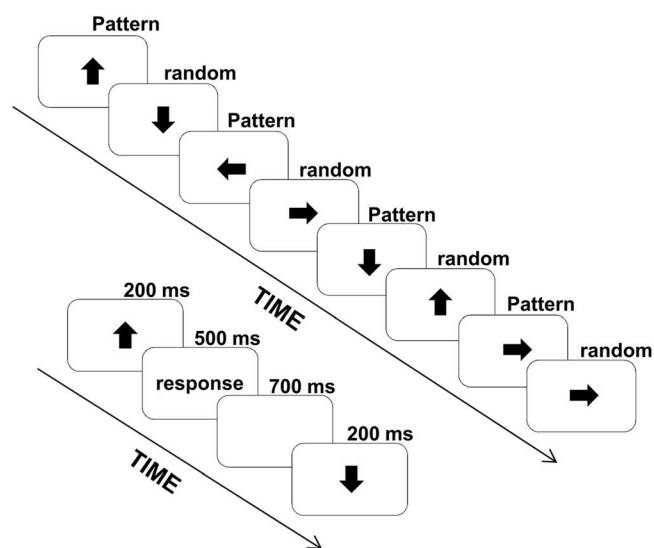 Pattern
random
Pattern
random
Pattern
random
Pattern
random
TIME
200 ms
500 ms
response
700 ms
200 ms
TIME